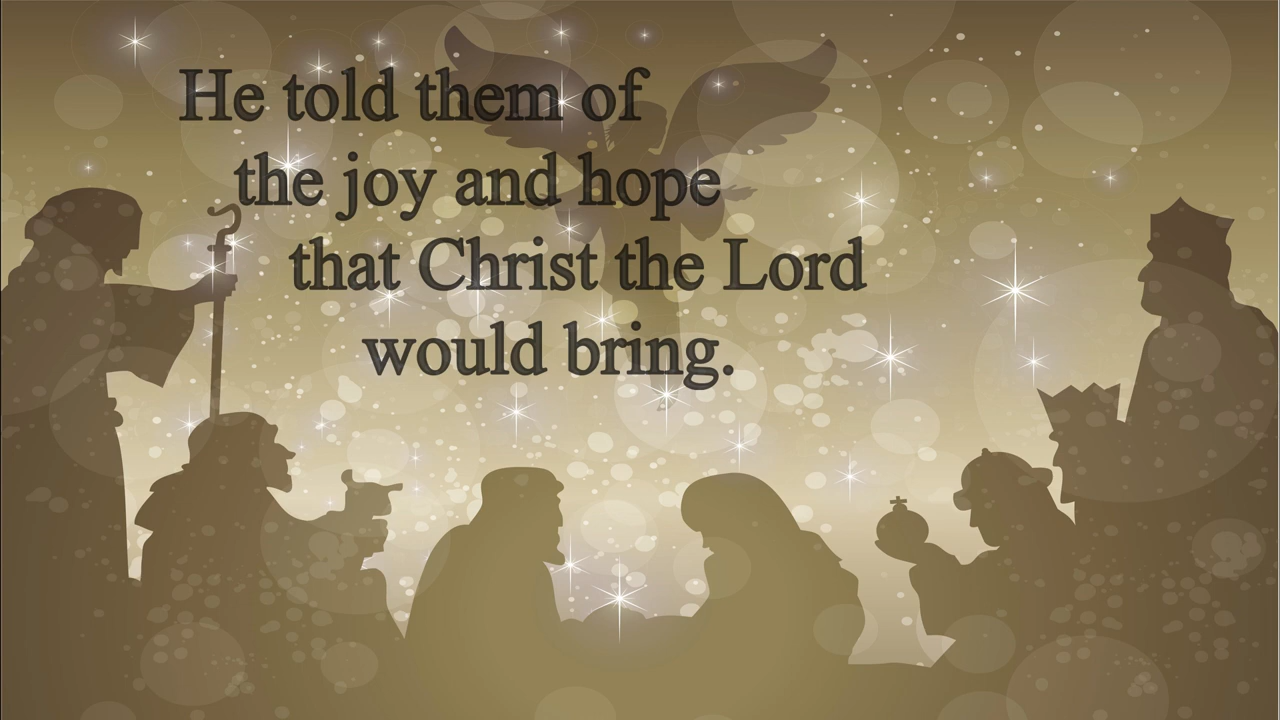 He told them of
the joy and hope
that Christ the Lord
would bring.